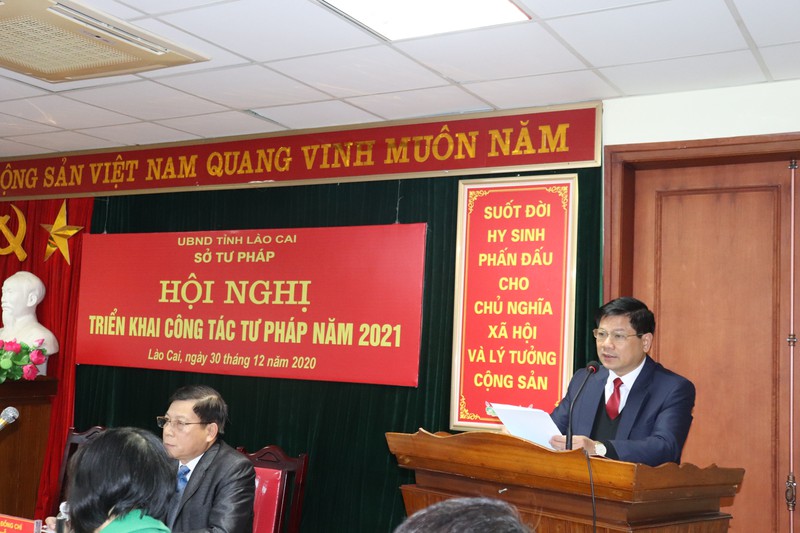 ỘNG SẢN VIỆT NAM QUANG VINH MUÔN NĂM
UBND TỈNH LÀO CAI
SỞ TƯ PHÁP
HỘI NGHỊ
TRIỂN KHAI CÔNG TÁC TƯ PHÁP NĂM 2021
Lào Cai, ngày 30 tháng 12 năm 2020
SUỐT ĐỜI
HY SINH
PHẤN ĐẤU
CHO
CHỦ NGHĨA
XÃ HỘI
VÀ LÝ TƯỞNG
CỘNG SẢN
ĐỒNG CHÍ